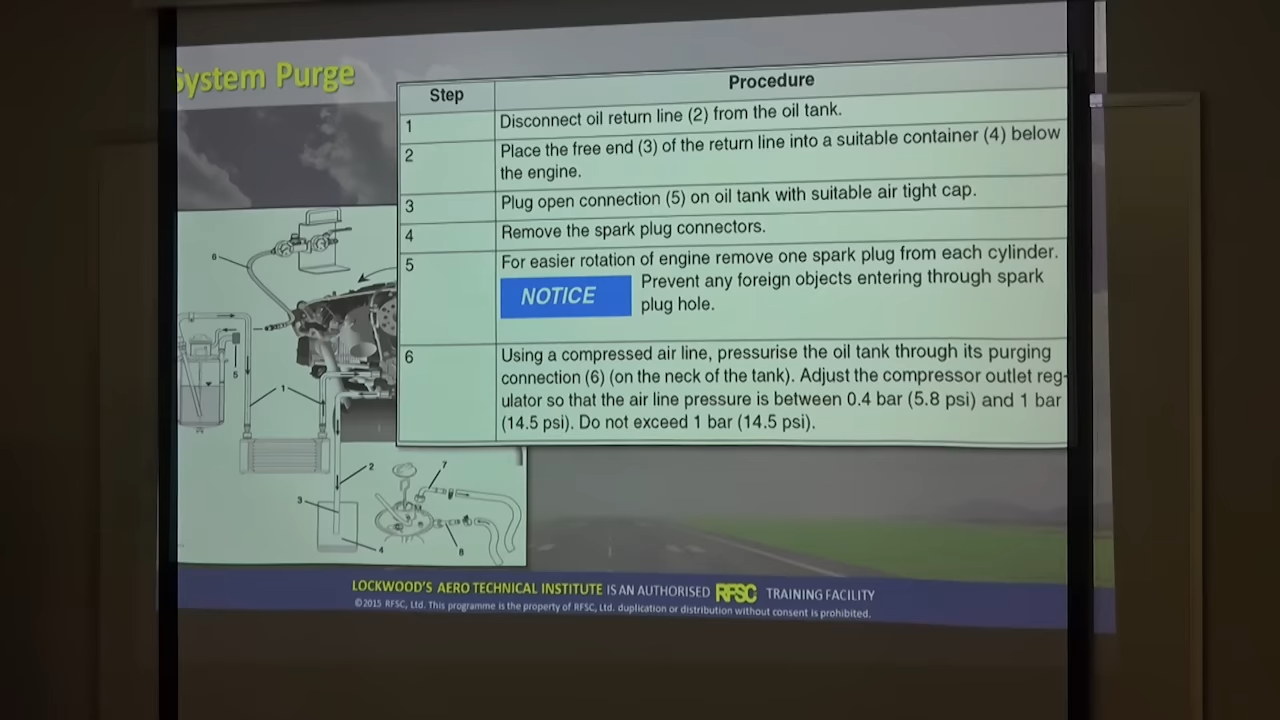 System Purge
Step Procedure
1 Disconnect oil return line (2) from the oil tank.
2 Place the free end (3) of the return line into a suitable container (4) below
the engine.
3 Plug open connection (5) on oil tank with suitable air tight cap.
4 Remove the spark plug connectors.
5 For easier rotation of engine remove one spark plug from each cylinder.
NOTICE Prevent any foreign objects entering through spark
plug hole.
6 Using a compressed air line, pressurise the oil tank through its purging
connection (6) (on the neck of the tank). Adjust the compressor outlet reg-
ulator so that the air line pressure is between 0.4 bar (5.8 psi) and 1 bar
(14.5 psi). Do not exceed 1 bar (14.5 psi).
6
5
1
2
7
3
4
8
LOCKWOOD'S AERO TECHNICAL INSTITUTE IS AN AUTHORISED RFSC TRAINING FACILITY
©2015 RFSC, Ltd. This programme is the property of RFSC, Ltd. duplication or distribution without consent is prohibited.